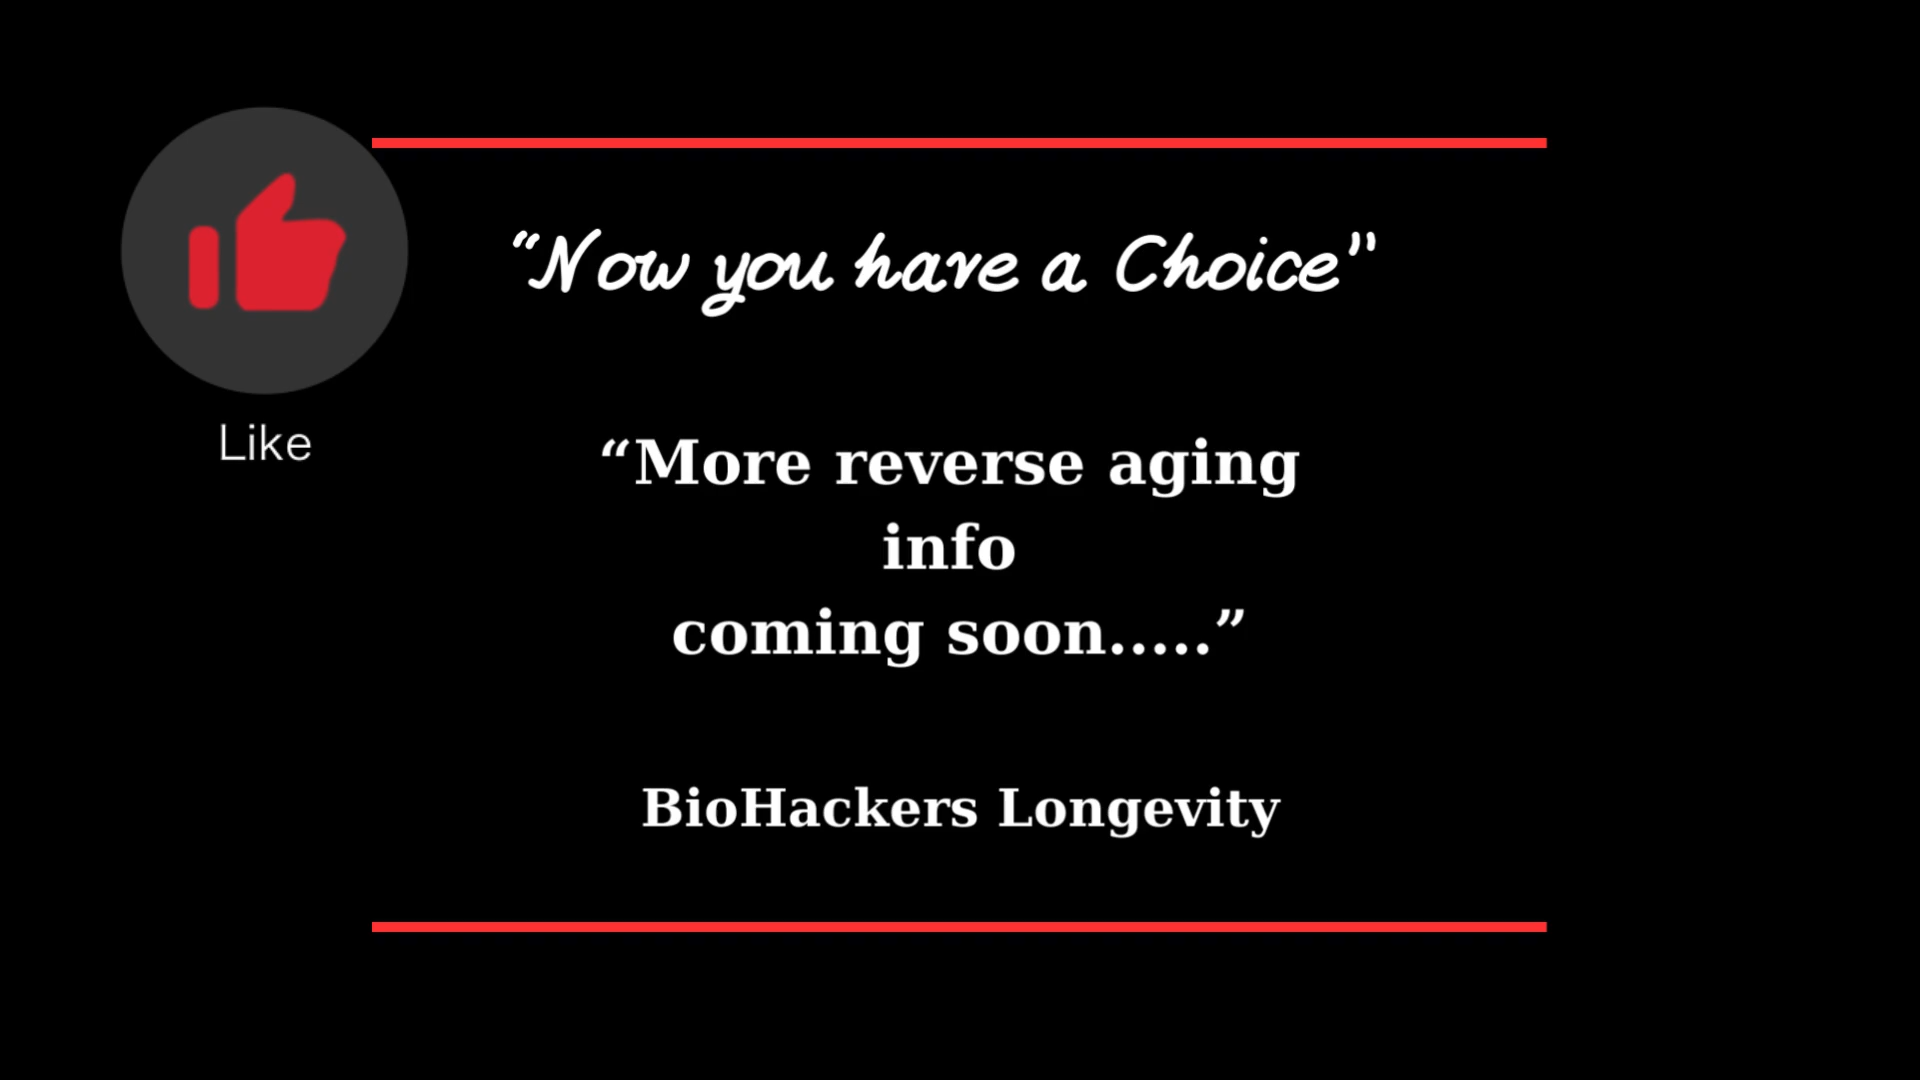 “Now you have a Choice”
Like
“More reverse aging
info
coming soon.....”
BioHackers Longevity